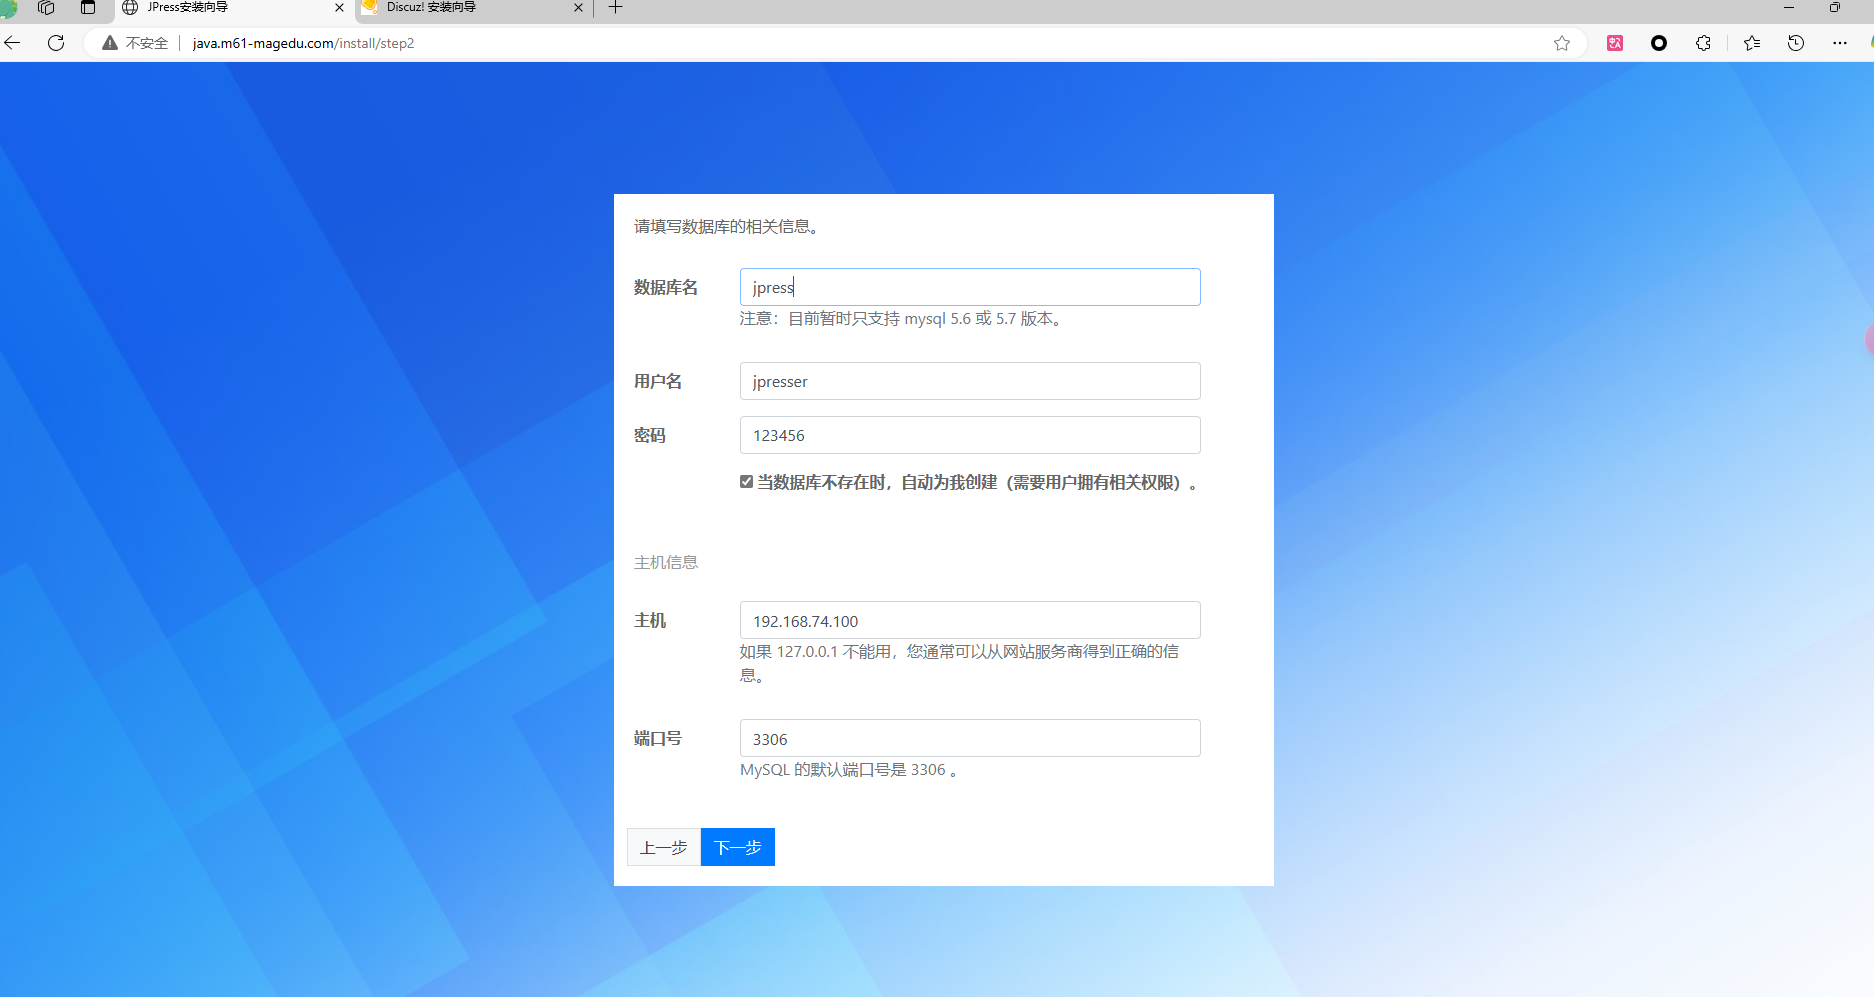 JPress安装向导
Discuz! 安装向导
不安全
java.m61-magedu.com/install/step2
请填写数据库的相关信息。
数据库名
jpress
注意：目前暂时只支持 mysql 5.6 或 5.7 版本。
用户名
jpresser
密码
123456
当数据库不存在时，自动为我创建（需要用户拥有相关权限）。
主机信息
主机
192.168.74.100
如果 127.0.0.1 不能用，您通常可以从网站服务商得到正确的信
息。
端口号
3306
MySQL 的默认端口号是 3306 。
上一步 下一步